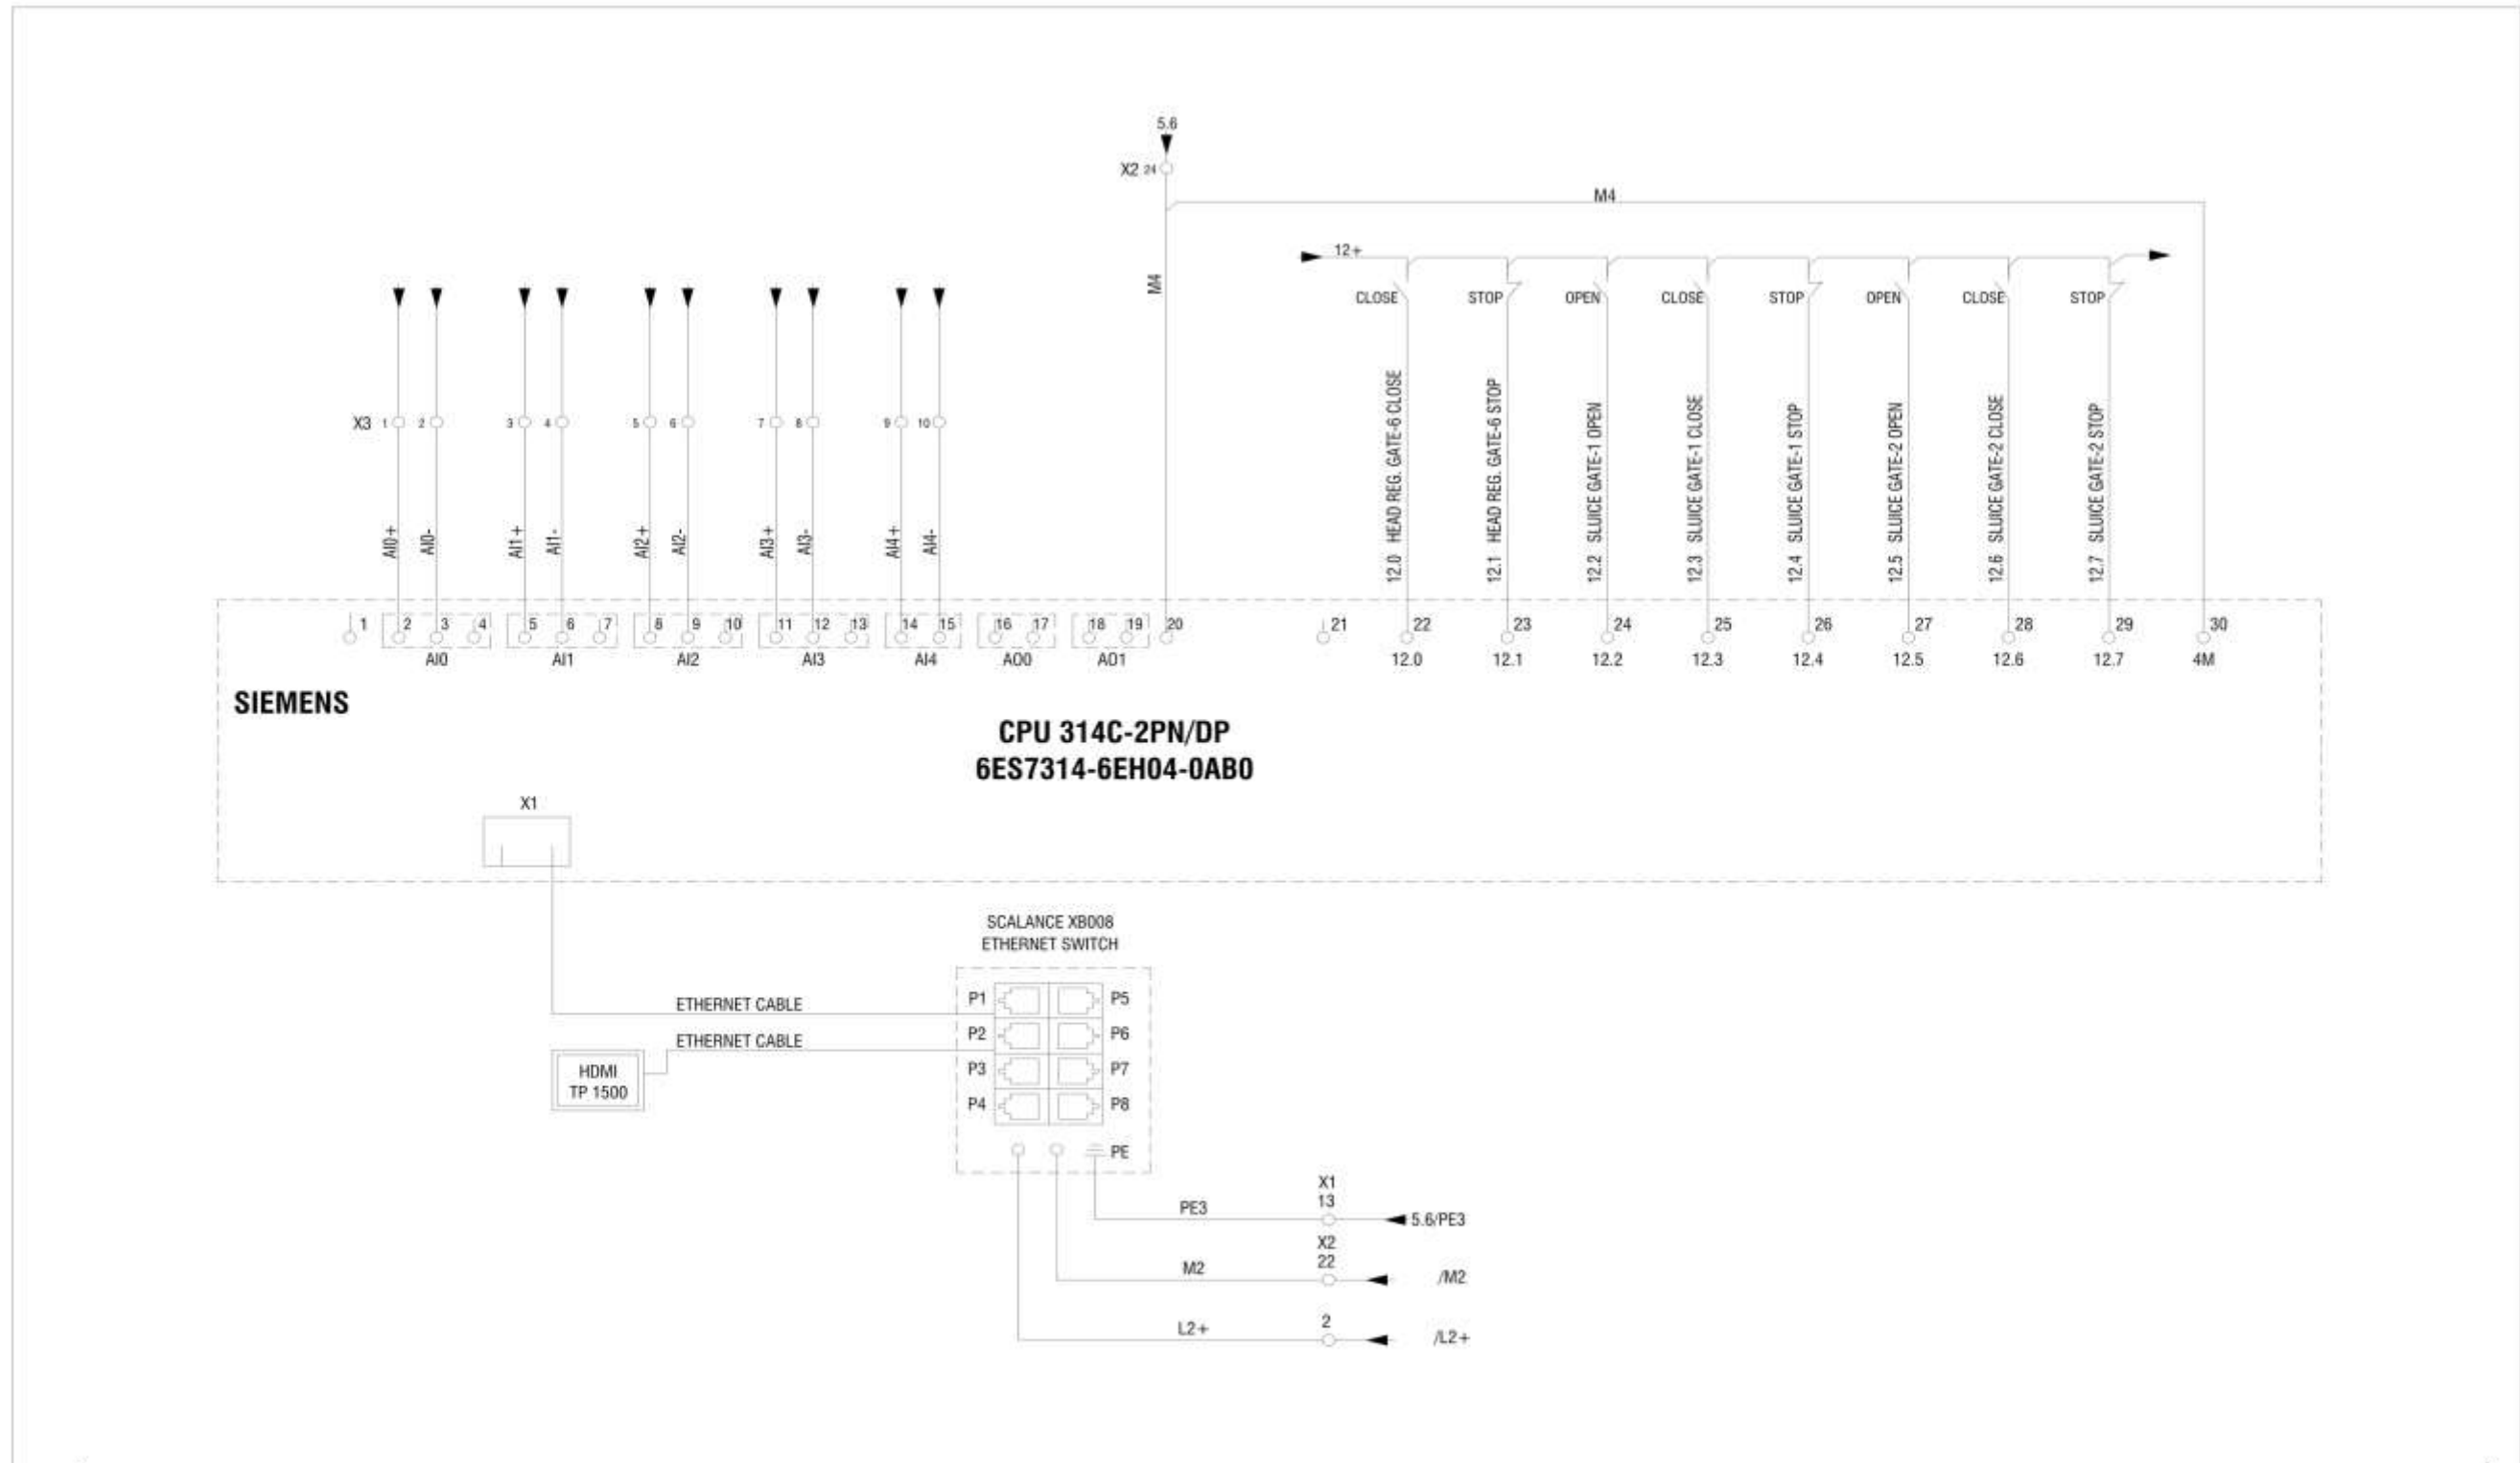 5.6
X2 24
M4
12+
M4
CLOSE STOP OPEN CLOSE STOP OPEN CLOSE STOP
X3 1 2 3 4 5 6 7 8 9 10
AI0+ AI0- AI1+ AI1- AI2+ AI2- AI3+ AI3- AI4+ AI4-
12.0 HEAD REG. GATE-6 CLOSE
12.1 HEAD REG. GATE-6 STOP
12.2 SLUICE GATE-1 OPEN
12.3 SLUICE GATE-1 CLOSE
12.4 SLUICE GATE-1 STOP
12.5 SLUICE GATE-2 OPEN
12.6 SLUICE GATE-2 CLOSE
12.7 SLUICE GATE-2 STOP
1 2 3 4 5 6 7 8 9 10 11 12 13 14 15 16 17 18 19 20 21 22 23 24 25 26 27 28 29 30
AI0 AI1 AI2 AI3 AI4 AO0 AO1 12.0 12.1 12.2 12.3 12.4 12.5 12.6 12.7 4M
SIEMENS
CPU 314C-2PN/DP
6ES7314-6EH04-0AB0
X1
SCALANCE XB008
ETHERNET SWITCH
ETHERNET CABLE P1 P5
ETHERNET CABLE P2 P6
HDMI P3 P7
TP 1500
P4 P8
PE
X1
13
PE3 5.6/PE3
X2
22
M2 /M2
2
L2+ /L2+